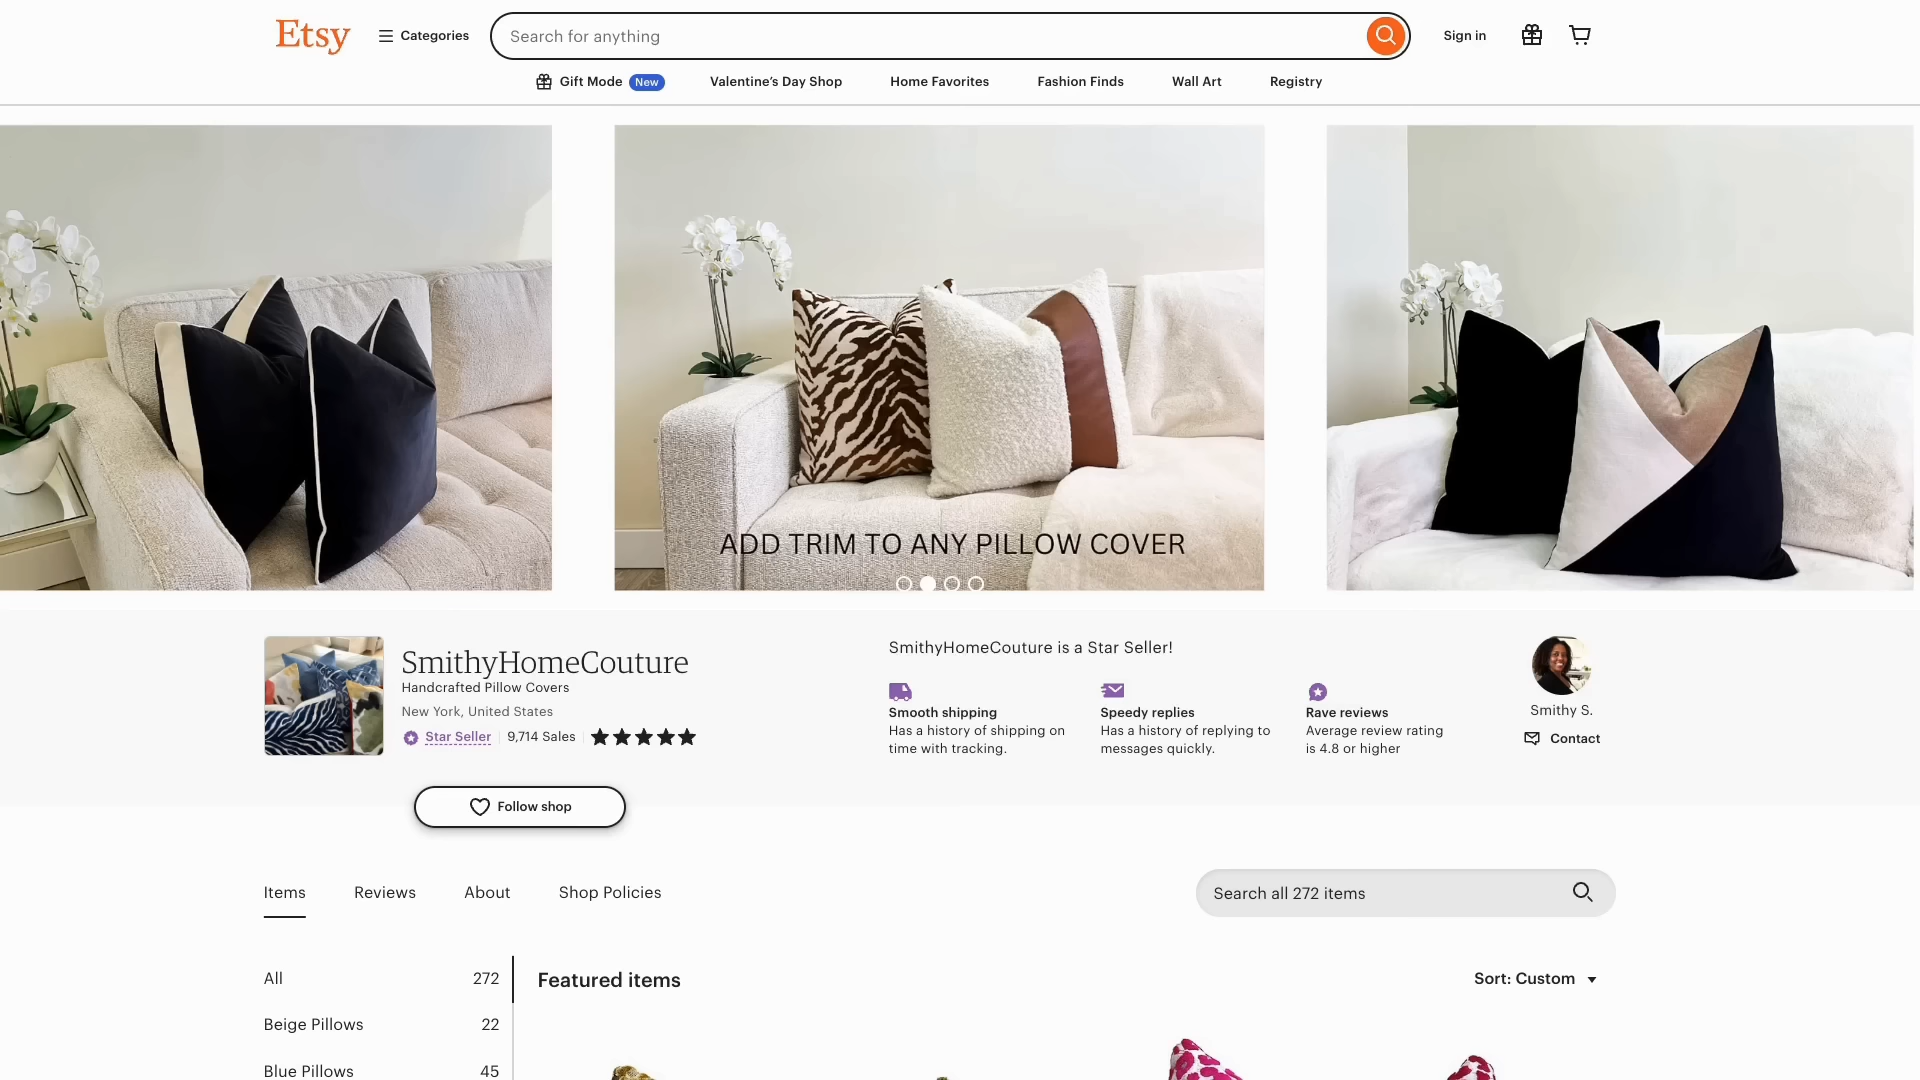 Etsy
Categories
Search for anything
Sign in
Gift Mode New
Valentine's Day Shop
Home Favorites
Fashion Finds
Wall Art
Registry
ADD TRIM TO ANY PILLOW COVER
SmithyHomeCouture
Handcrafted Pillow Covers
New York, United States
Star Seller 9,714 Sales
Follow shop
SmithyHomeCouture is a Star Seller!
Smooth shipping
Has a history of shipping on
time with tracking.
Speedy replies
Has a history of replying to
messages quickly.
Rave reviews
Average review rating
is 4.8 or higher
Smithy S.
Contact
Items
Reviews
About
Shop Policies
Search all 272 items
All 272
Beige Pillows 22
Blue Pillows 45
Featured items
Sort: Custom